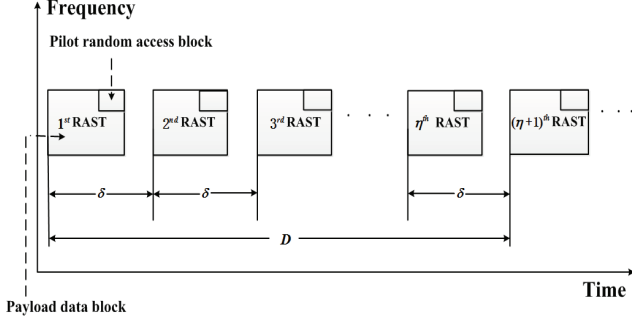 Frequency
Pilot random access block
1st RAST
2nd RAST
3rd RAST
. . .
ηth RAST
(η+1)th RAST
. . .
δ
δ
δ
D
Time
Payload data block